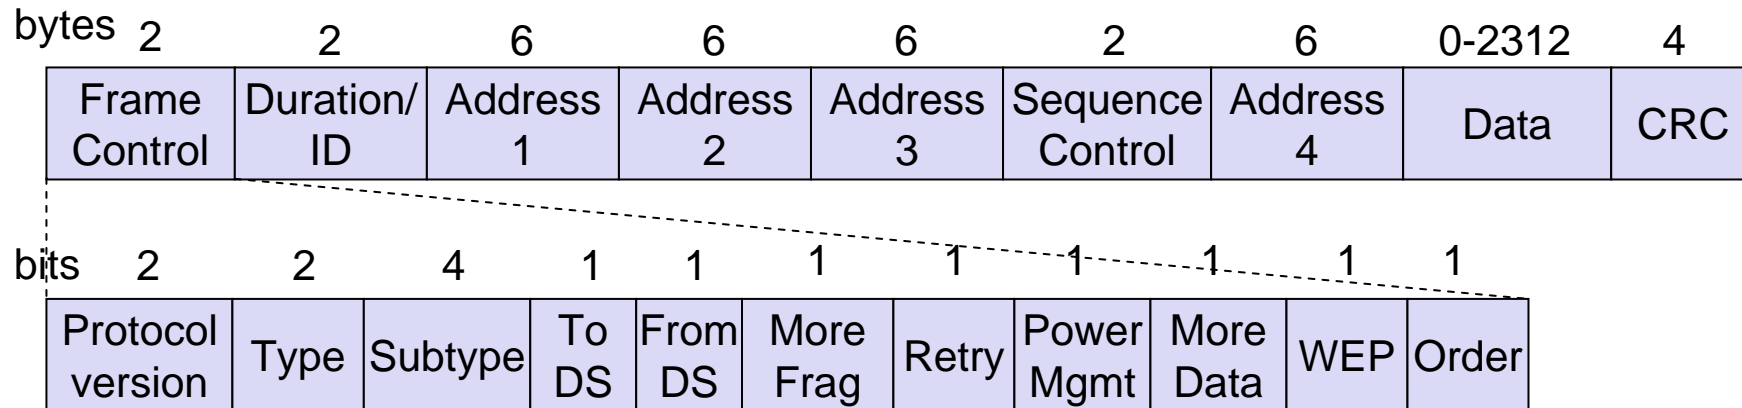 bytes 2 2 6 6 6 2 6 0-2312 4
Frame Control Duration/ ID Address 1 Address 2 Address 3 Sequence Control Address 4 Data CRC
bits 2 2 4 1 1 1 1 1 1 1 1
Protocol version Type Subtype To DS From DS More Frag Retry Power Mgmt More Data WEP Order